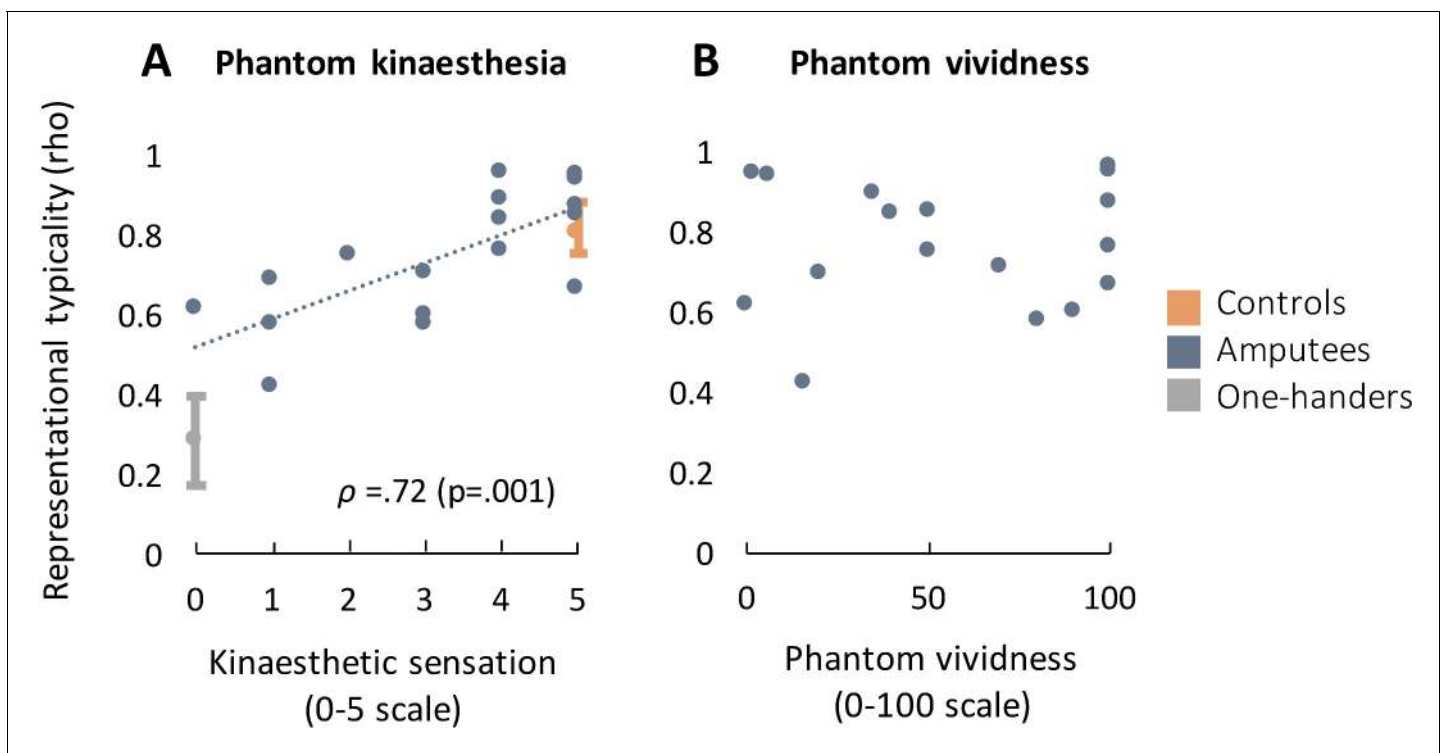 A Phantom kinaesthesia
Representational typicality (rho)
1
0.8
0.6
0.4
0.2
0
ρ =.72 (p=.001)
0 1 2 3 4 5
Kinaesthetic sensation
(0-5 scale)
B Phantom vividness
1
0.8
0.6
0.4
0.2
0
0 50 100
Phantom vividness
(0-100 scale)
Controls
Amputees
One-handers